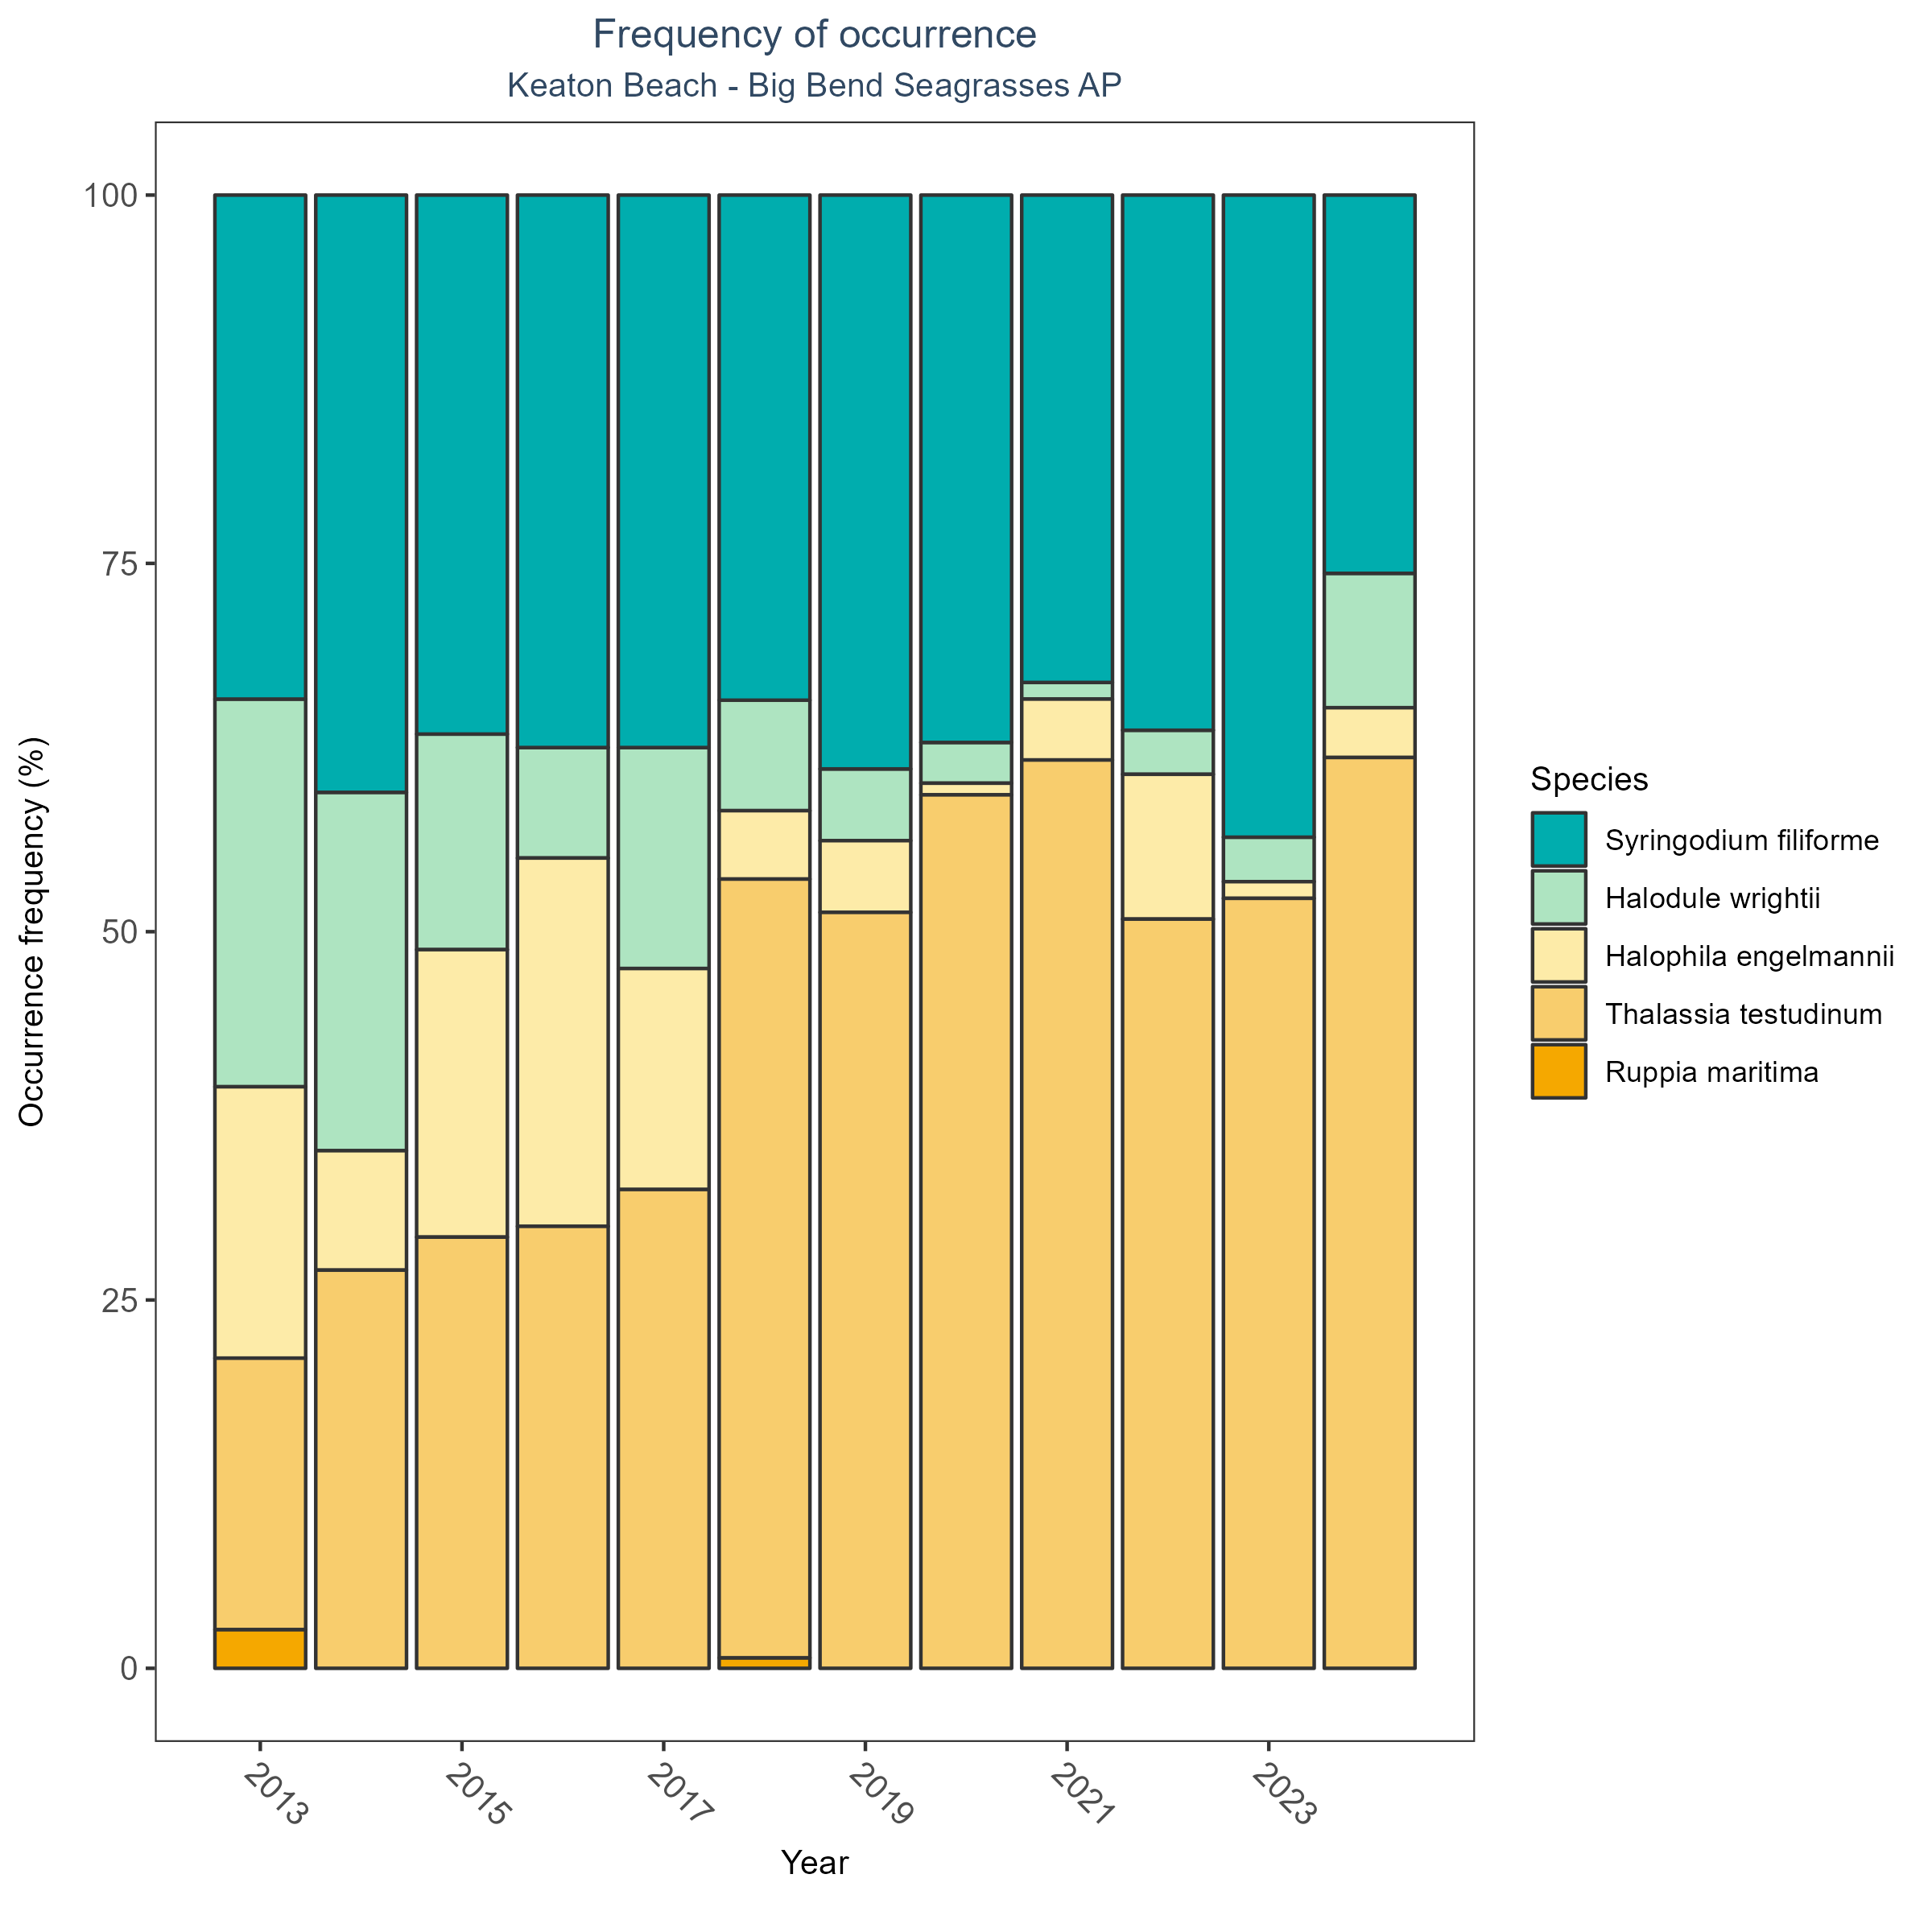 Frequency of occurrence
Keaton Beach - Big Bend Seagrasses AP
Occurrence frequency (%)
100
75
50
25
0
2013
2015
2017
2019
2021
2023
Year
Species
Syringodium filiforme
Halodule wrightii
Halophila engelmannii
Thalassia testudinum
Ruppia maritima